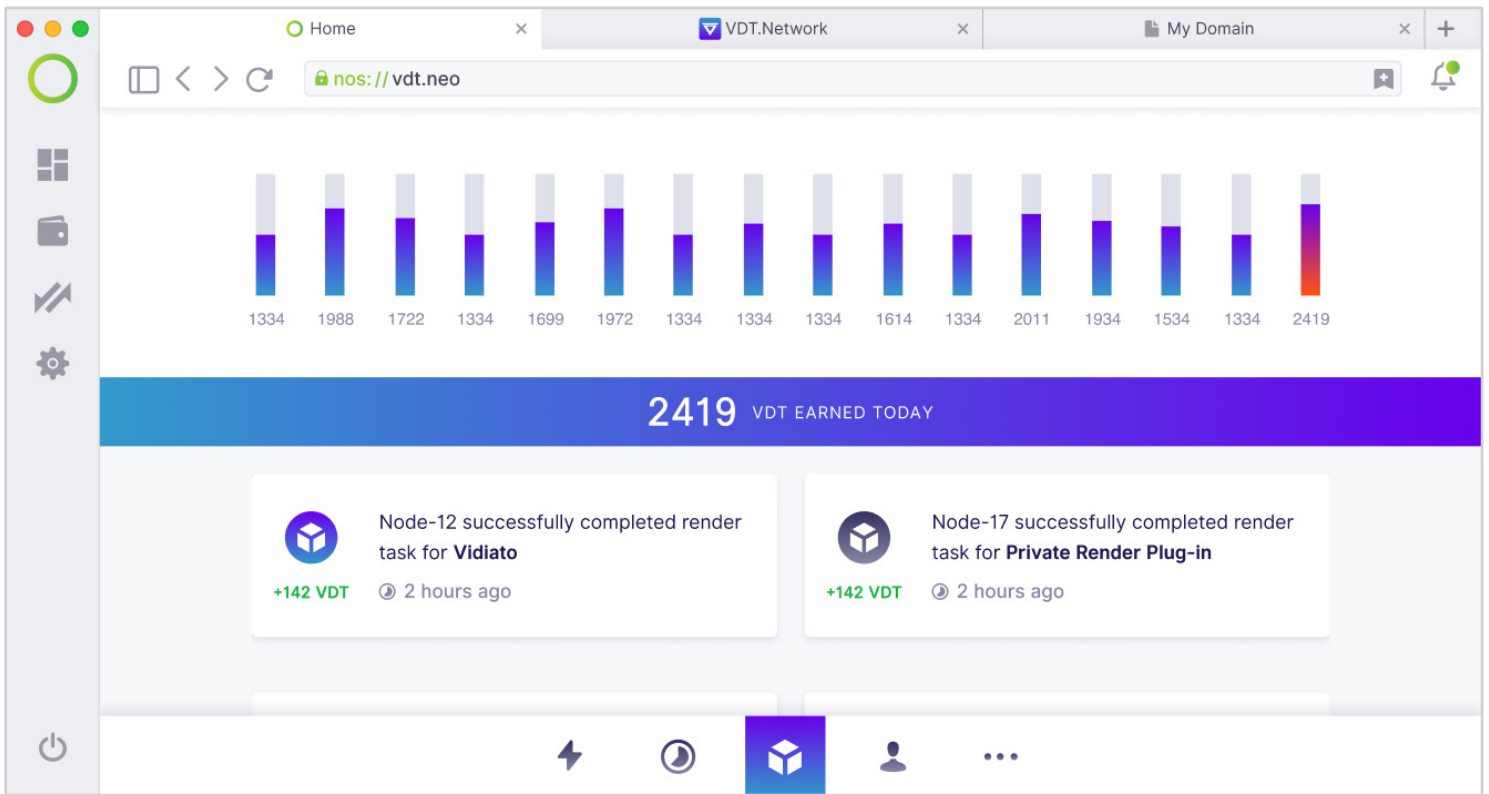 Home
VDT.Network
My Domain
nos://vdt.neo
1334 1988 1722 1334 1699 1972 1334 1334 1334 1614 1334 2011 1934 1534 1334 2419
2419 VDT EARNED TODAY
Node-12 successfully completed render
task for Vidiato
+142 VDT 2 hours ago
Node-17 successfully completed render
task for Private Render Plug-in
+142 VDT 2 hours ago